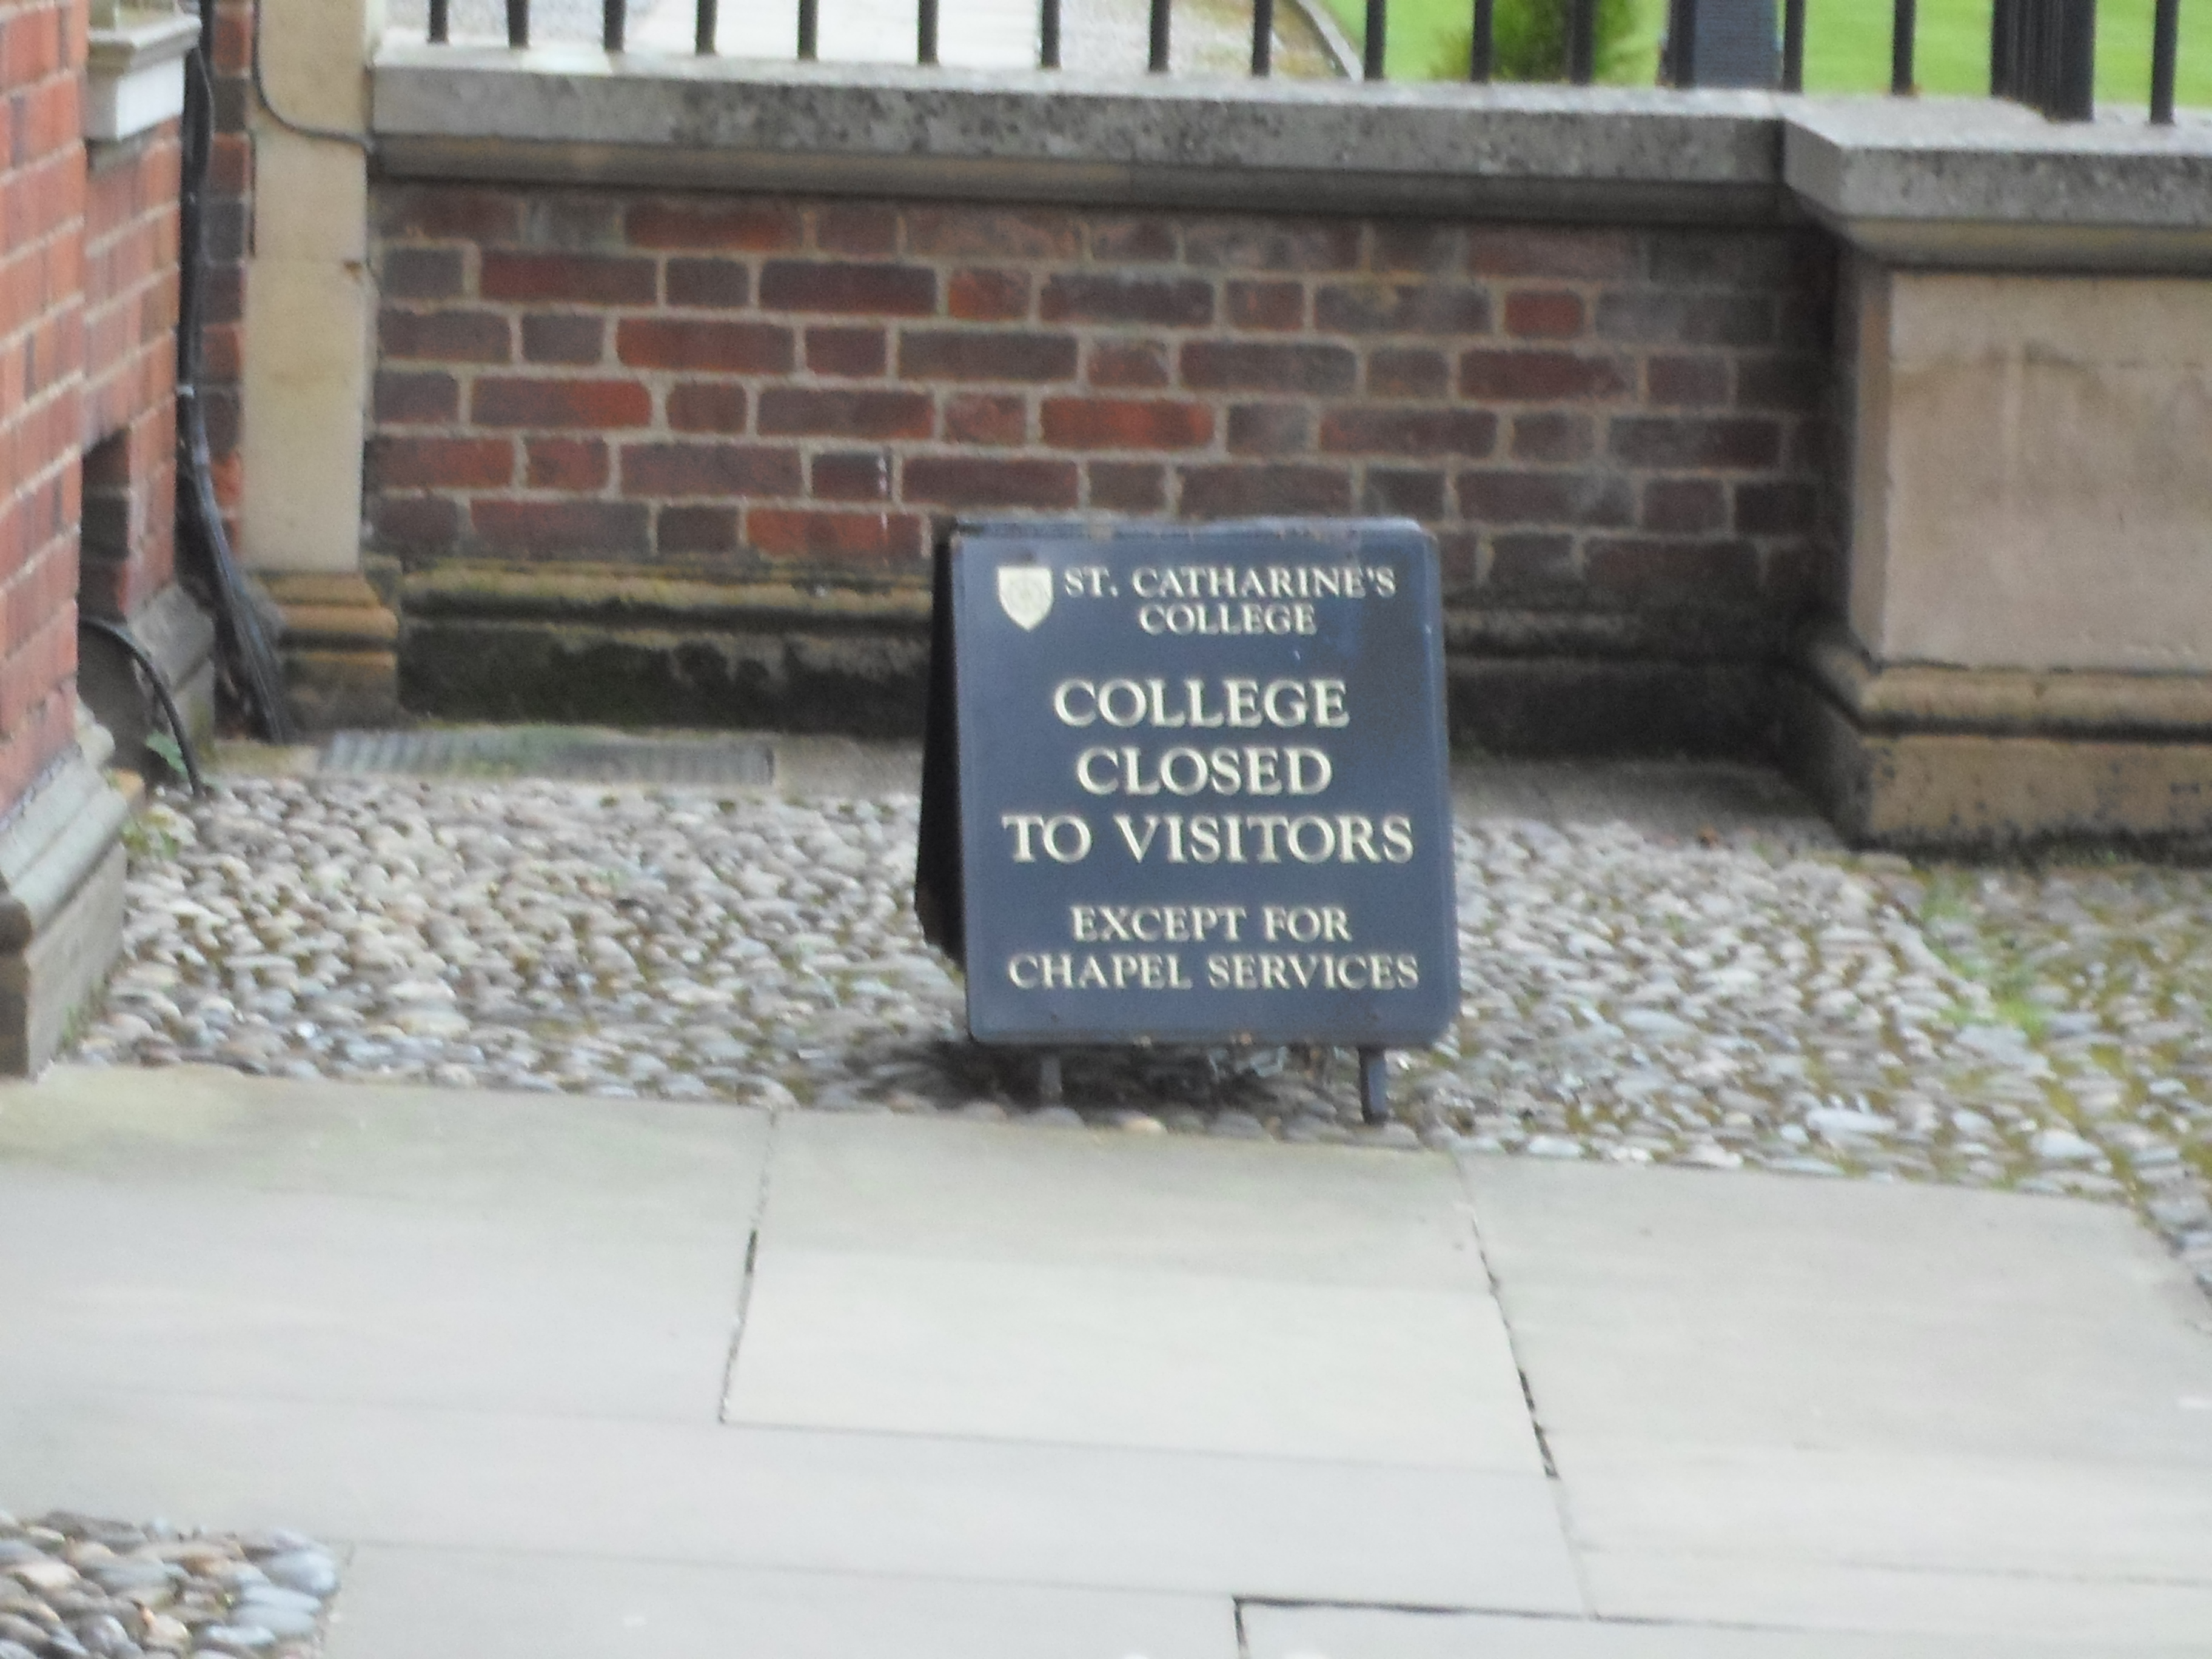 ST. CATHARINE'S
COLLEGE
COLLEGE
CLOSED
TO VISITORS
EXCEPT FOR
CHAPEL SERVICES